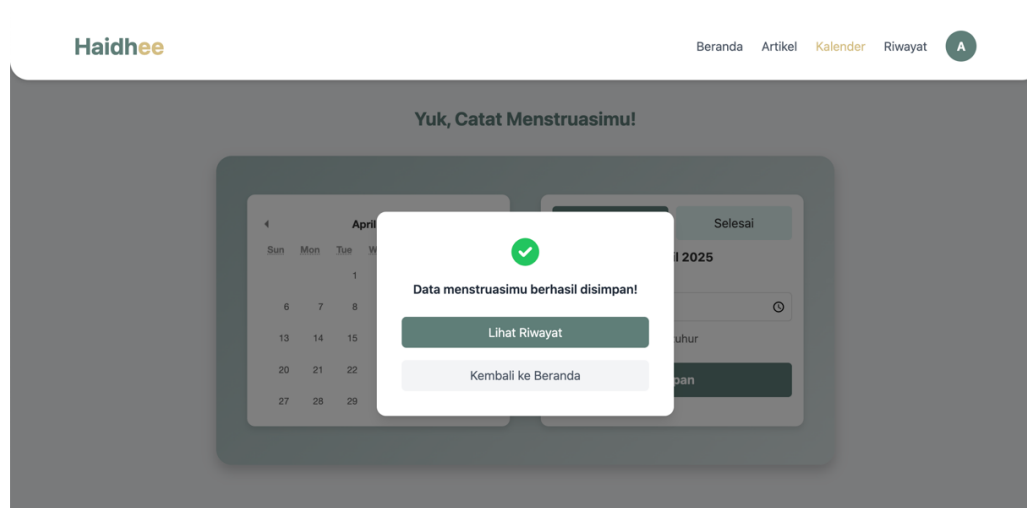 Haidhee
Beranda Artikel Kalender Riwayat A
Yuk, Catat Menstruasimu!
April
Sun Mon Tue W
1
6 7 8
13 14 15
20 21 22
27 28 29
Selesai
2025
Data menstruasimu berhasil disimpan!
Lihat Riwayat
Kembali ke Beranda